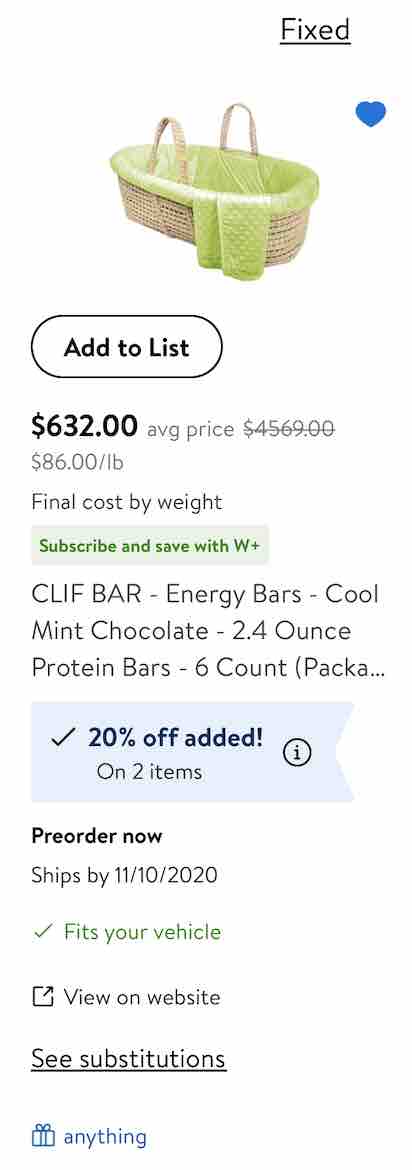 Fixed
Add to List
$632.00 avg price $4569.00
$86.00/lb
Final cost by weight
Subscribe and save with W+
CLIF BAR - Energy Bars - Cool
Mint Chocolate - 2.4 Ounce
Protein Bars - 6 Count (Packa...
20% off added!
On 2 items
Preorder now
Ships by 11/10/2020
Fits your vehicle
View on website
See substitutions
anything